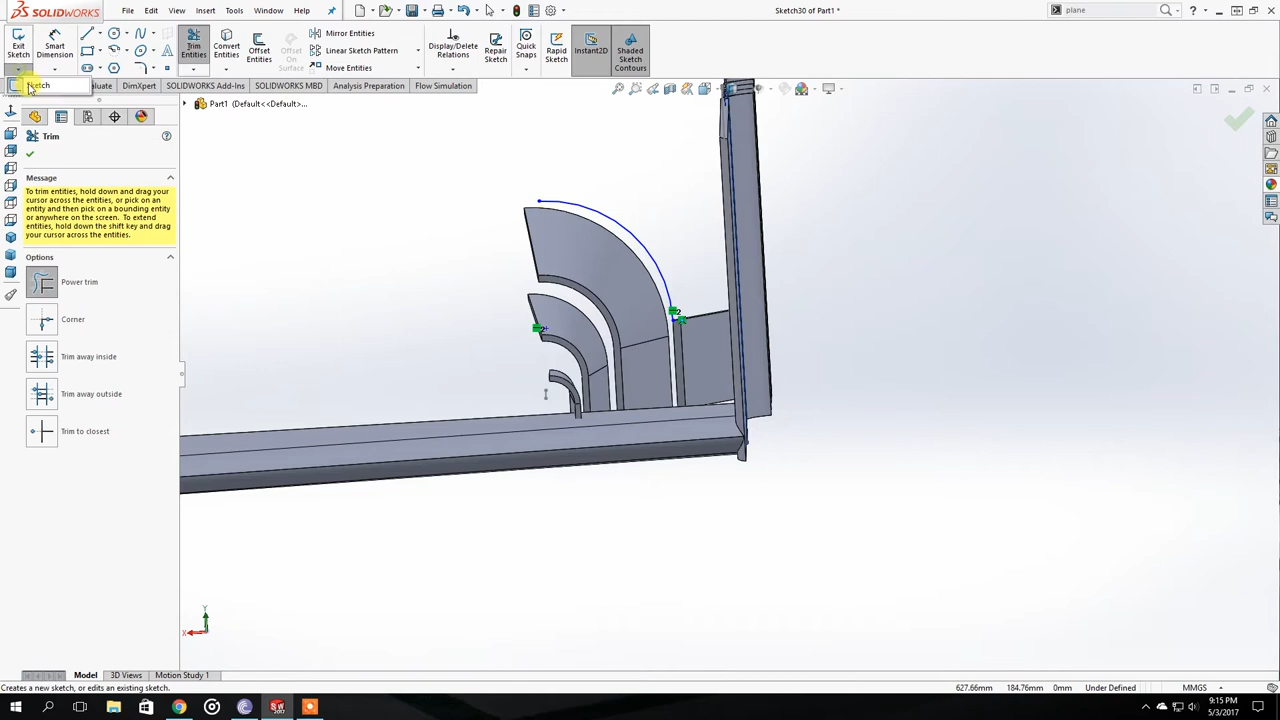 SOLIDWORKS
File Edit View Insert Tools Window Help
Sketch30 of Part1 *
plane
Exit Sketch
Smart Dimension
Trim Entities
Convert Entities
Offset Entities
Offset On Surface
Mirror Entities
Linear Sketch Pattern
Move Entities
Display/Delete Relations
Repair Sketch
Quick Snaps
Rapid Sketch
Instant2D
Shaded Sketch Contours
Sketch
DimXpert
SOLIDWORKS Add-Ins
SOLIDWORKS MBD
Analysis Preparation
Flow Simulation
Part1 (Default<<Default>...
Trim
Message
To trim entities, hold down and drag your
cursor across the entities, or pick on an
entity and then pick on a bounding entity
or anywhere on the screen. To extend
entities, hold down the shift key and drag
your cursor across the entities.
Options
Power trim
Corner
Trim away inside
Trim away outside
Trim to closest
2
2
Y
X
Model
3D Views
Motion Study 1
Creates a new sketch, or edits an existing sketch.
627.66mm 184.76mm 0mm Under Defined
MMGS
9:15 PM
5/3/2017